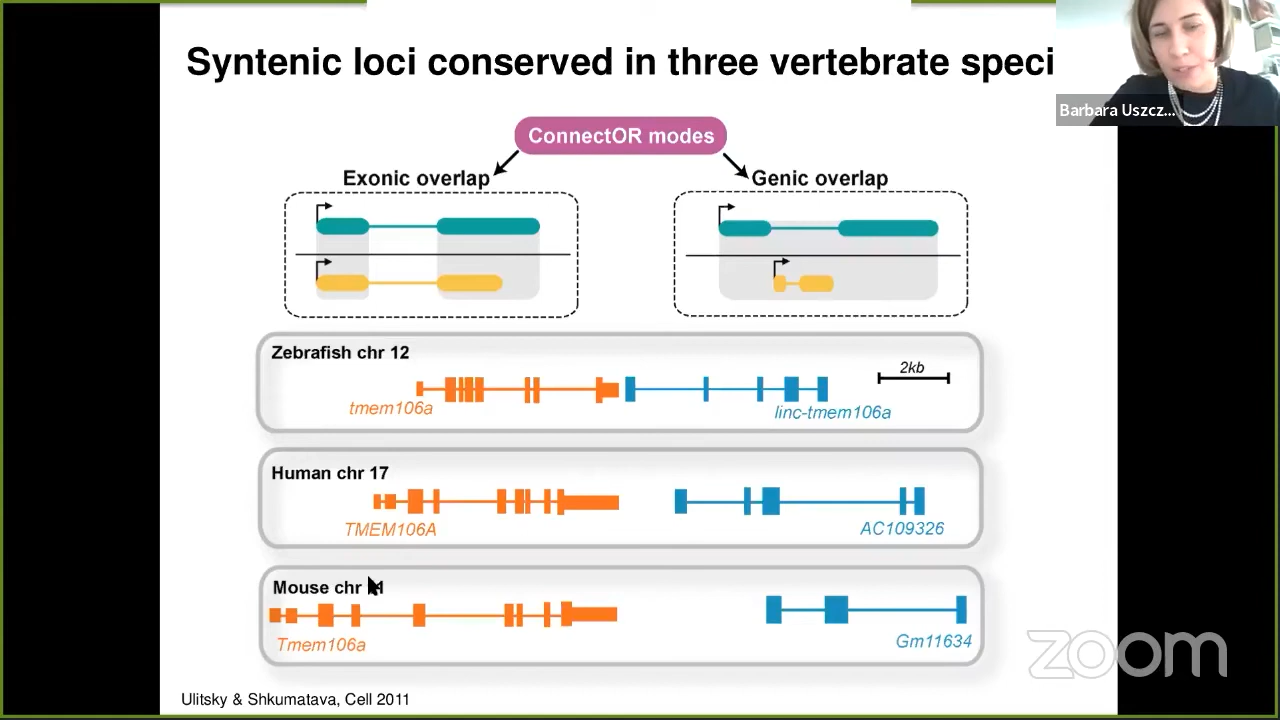 Syntenic loci conserved in three vertebrate speci
Barbara Uszcz...
ConnectOR modes
Exonic overlap
Genic overlap
Zebrafish chr 12
2kb
tmem106a
linc-tmem106a
Human chr 17
TMEM106A
AC109326
Mouse chr
Tmem106a
Gm11634
zoom
Ulitsky & Shkumatava, Cell 2011